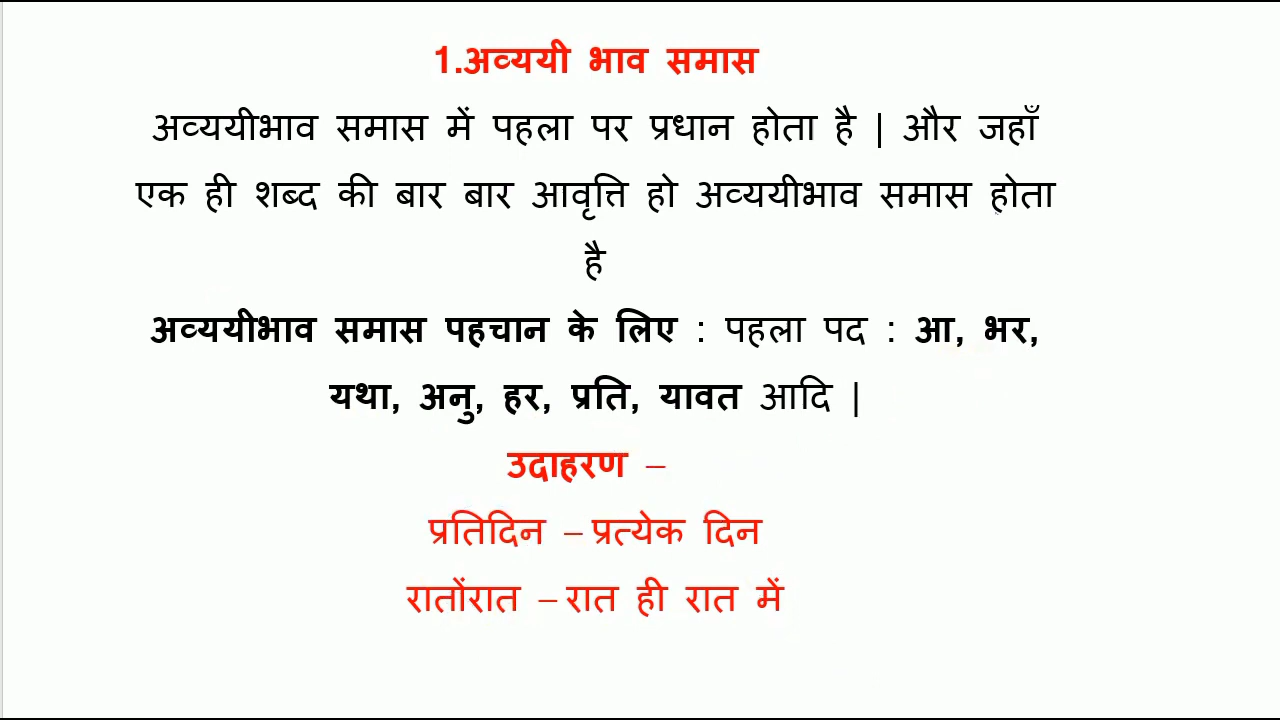 1.अव्ययी भाव समास
अव्ययीभाव समास में पहला पर प्रधान होता है | और जहाँ
एक ही शब्द की बार बार आवृत्ति हो अव्ययीभाव समास होता
है
अव्ययीभाव समास पहचान के लिए : पहला पद : आ, भर,
यथा, अनु, हर, प्रति, यावत आदि |
उदाहरण –
प्रतिदिन – प्रत्येक दिन
रातोंरात – रात ही रात में